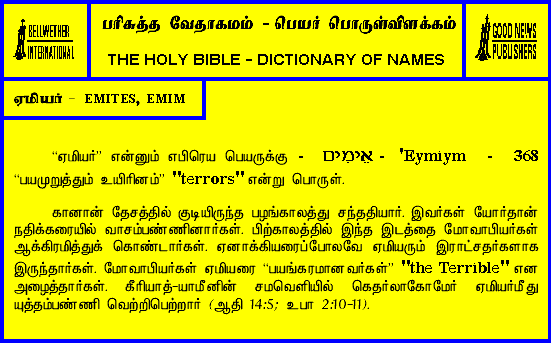 BELLWETHER
INTERNATIONAL
பரிசுத்த வேதாகமம் - பெயர் பொருள்விளக்கம்
THE HOLY BIBLE - DICTIONARY OF NAMES
GOOD NEWS
PUBLISHERS
ஏமியர் - EMITES, EMIM
“ஏமியர்” என்னும் எபிரெய பெயருக்கு - אֵימִים - 'Eymiym - 368
“பயமுறுத்தும் உயிரினம்” "terrors" என்று பொருள்.
கானான் தேசத்தில் குடியிருந்த பழங்காலத்து சந்ததியார். இவர்கள் யோர்தான்
நதிக்கரையில் வாசம்பண்ணினார்கள். பிற்காலத்தில் இந்த இடத்தை மோவாபியர்கள்
ஆக்கிரமித்துக் கொண்டார்கள். ஏனாக்கியரைப்போலவே ஏமியரும் இராட்சதர்களாக
இருந்தார்கள். மோவாபியர்கள் ஏமியரை “பயங்கரமானவர்கள்” "the Terrible" என
அழைத்தார்கள். கீரியாத்-யாமீனின் சமவெளியில் கெதர்லாகோமேர் ஏமியர்மீது
யுத்தம்பண்ணி வெற்றிபெற்றார் (ஆதி 14:5; உபா 2:10-11).